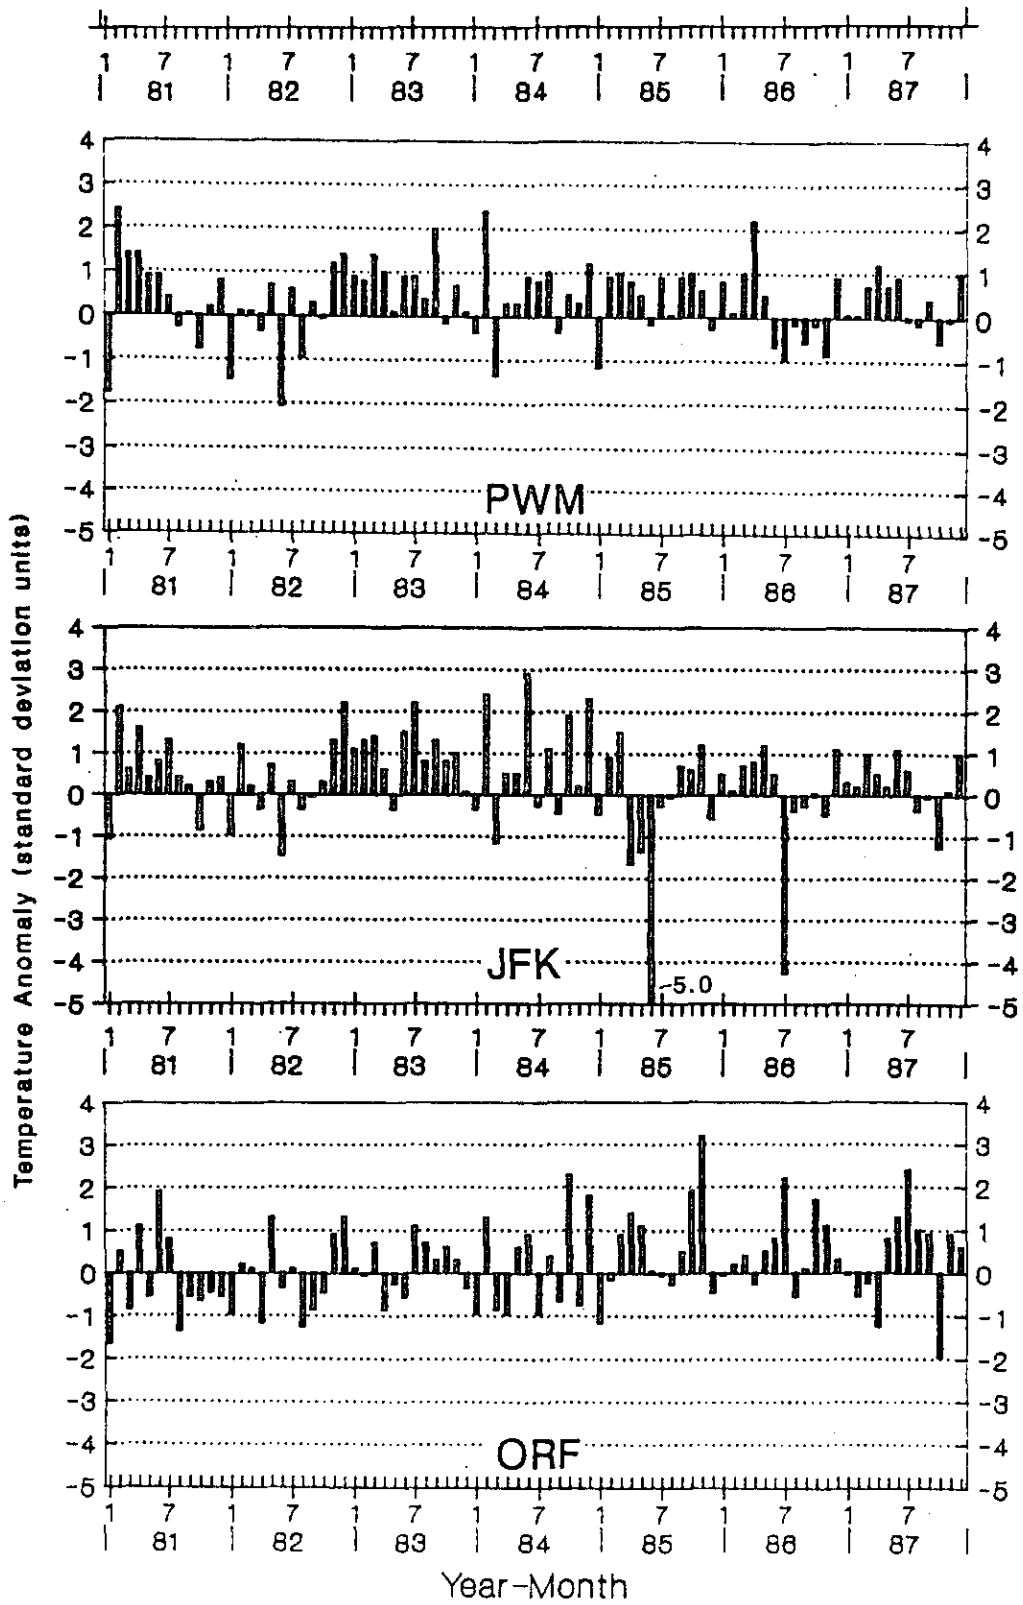 1 7 1 7 1 7 1 7 1 7 1 7 1 7
| 81 | 82 | 83 | 84 | 85 | 86 | 87 |
4 4
3 3
2 2
1 1
0 0
-1 -1
-2 -2
-3 -3
-4 PWM -4
-5 -5
1 7 1 7 1 7 1 7 1 7 1 7 1 7
| 81 | 82 | 83 | 84 | 85 | 86 | 87 |
Temperature Anomaly (standard deviation units)
4 4
3 3
2 2
1 1
0 0
-1 -1
-2 -2
-3 -3
-4 JFK -4
-5 -5.0 -5
1 7 1 7 1 7 1 7 1 7 1 7 1 7
| 81 | 82 | 83 | 84 | 85 | 86 | 87 |
4 4
3 3
2 2
1 1
0 0
-1 -1
-2 -2
-3 -3
-4 ORF -4
-5 -5
1 7 1 7 1 7 1 7 1 7 1 7 1 7
| 81 | 82 | 83 | 84 | 85 | 86 | 87 |
Year-Month